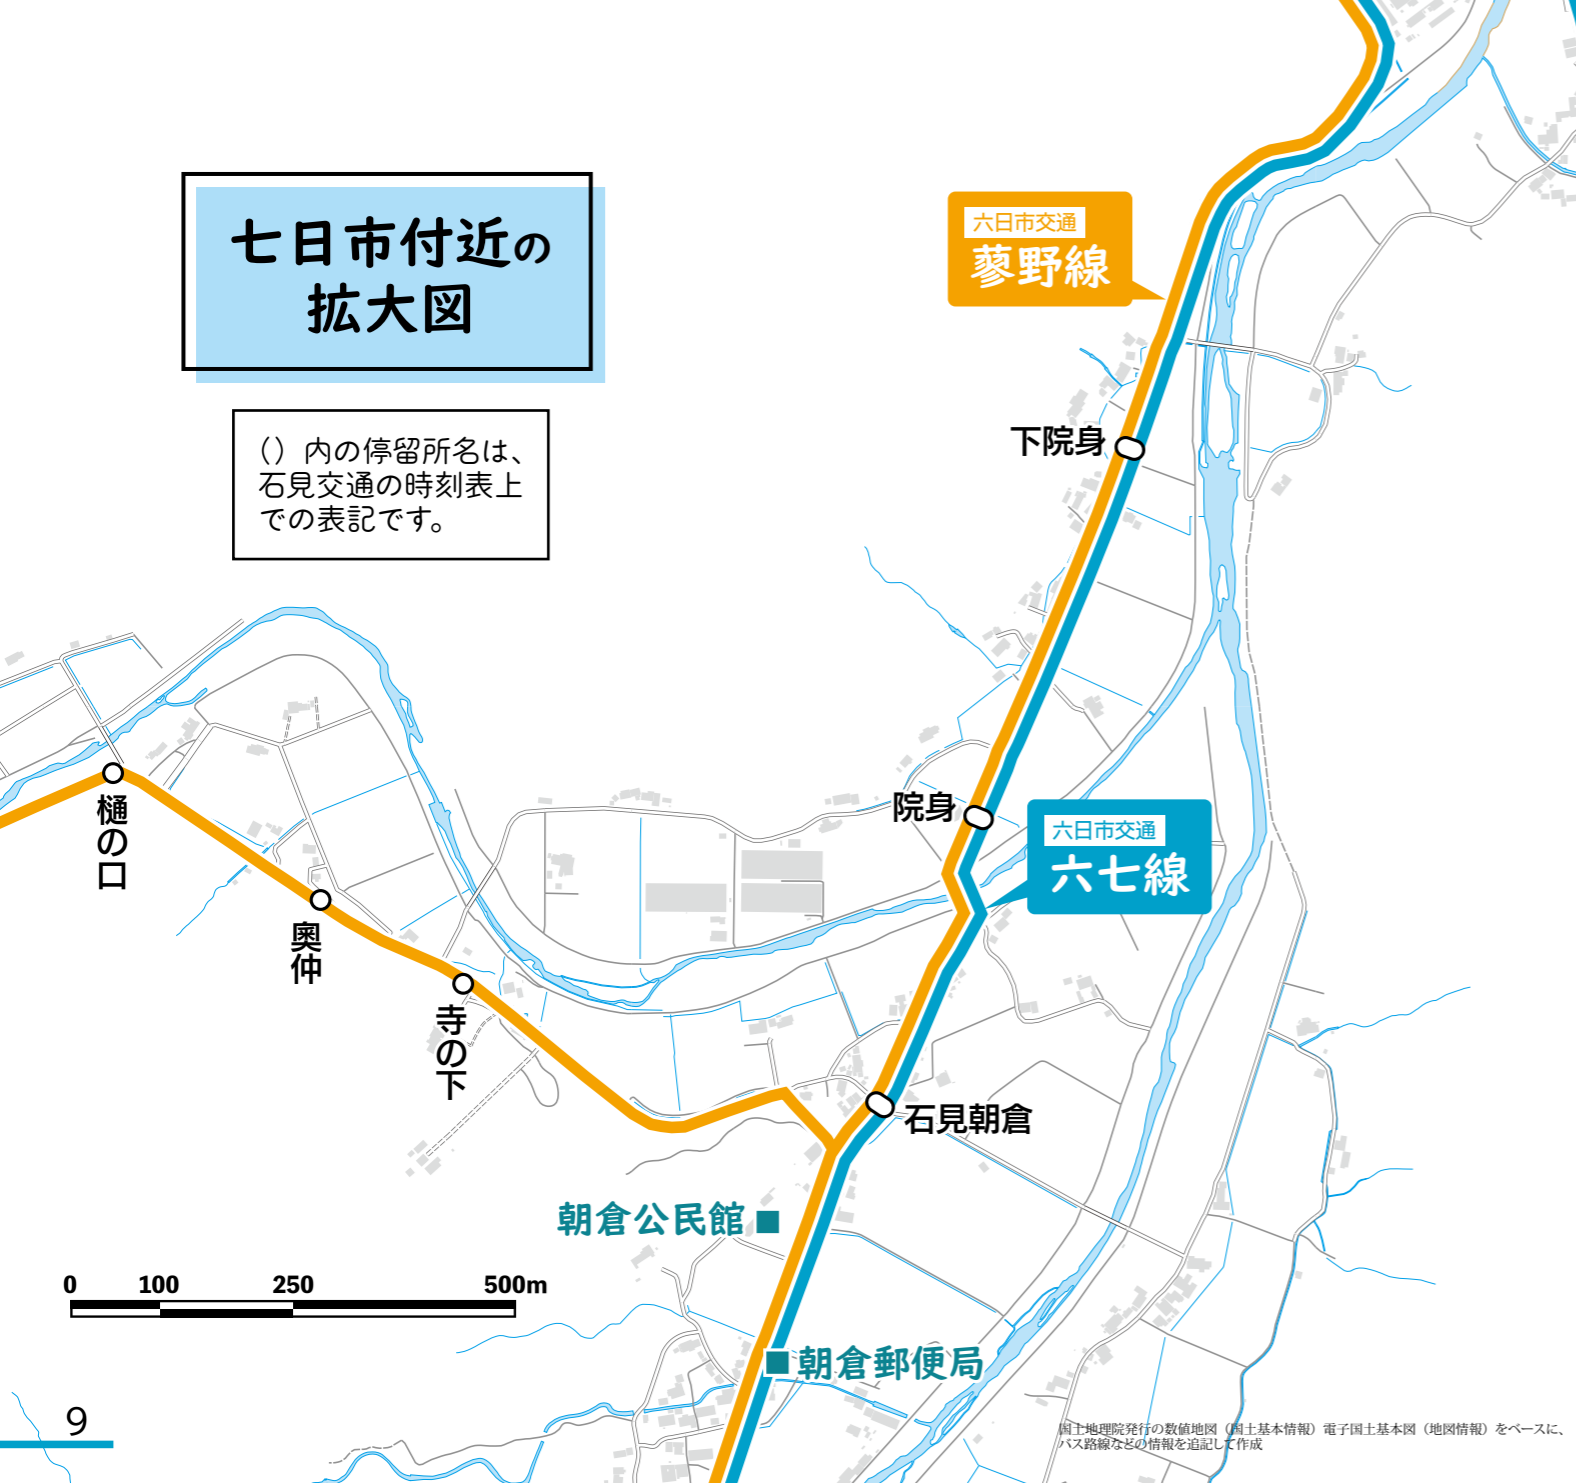 七日市付近の
拡大図
（）内の停留所名は、
石見交通の時刻表上
での表記です。
六日市交通
蓼野線
下院身
院身
六日市交通
六七線
樋の口
奥仲
寺の下
石見朝倉
朝倉公民館
朝倉郵便局
0 100 250 500m
9
国土地理院発行の数値地図（国土基本情報）電子国土基本図（地図情報）をベースに、
バス路線などの情報を追記して作成